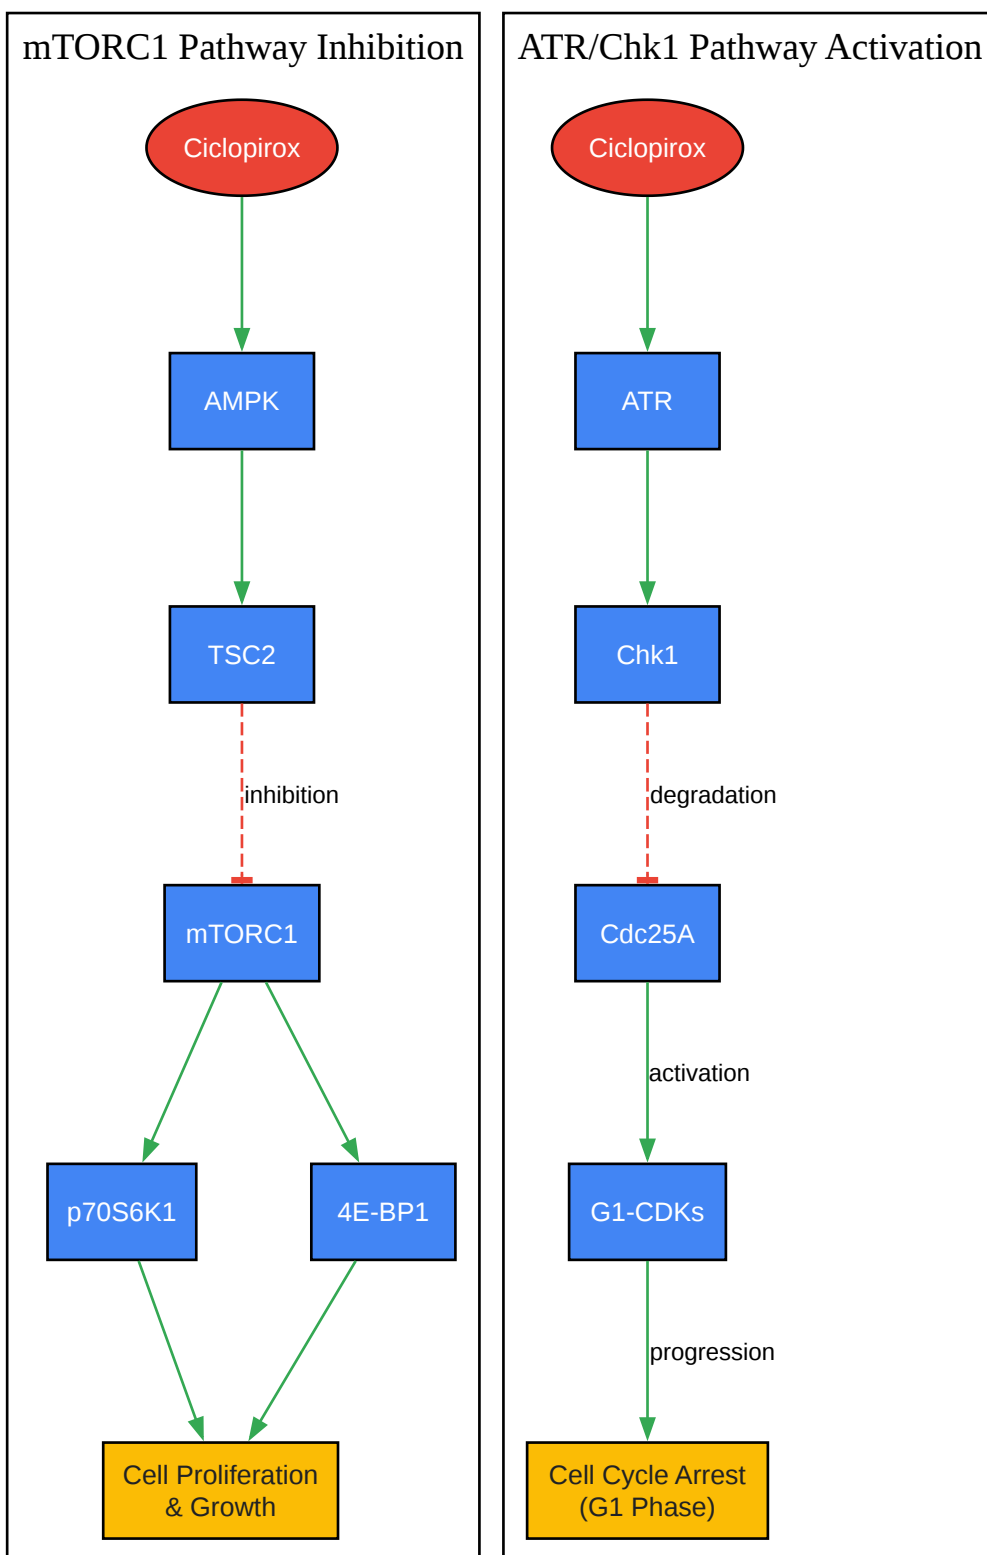 mTORC1 Pathway Inhibition
Ciclopirox
AMPK
TSC2
inhibition
mTORC1
p70S6K1
4E-BP1
Cell Proliferation
& Growth
ATR/Chk1 Pathway Activation
Ciclopirox
ATR
Chk1
degradation
Cdc25A
activation
G1-CDKs
progression
Cell Cycle Arrest
(G1 Phase)